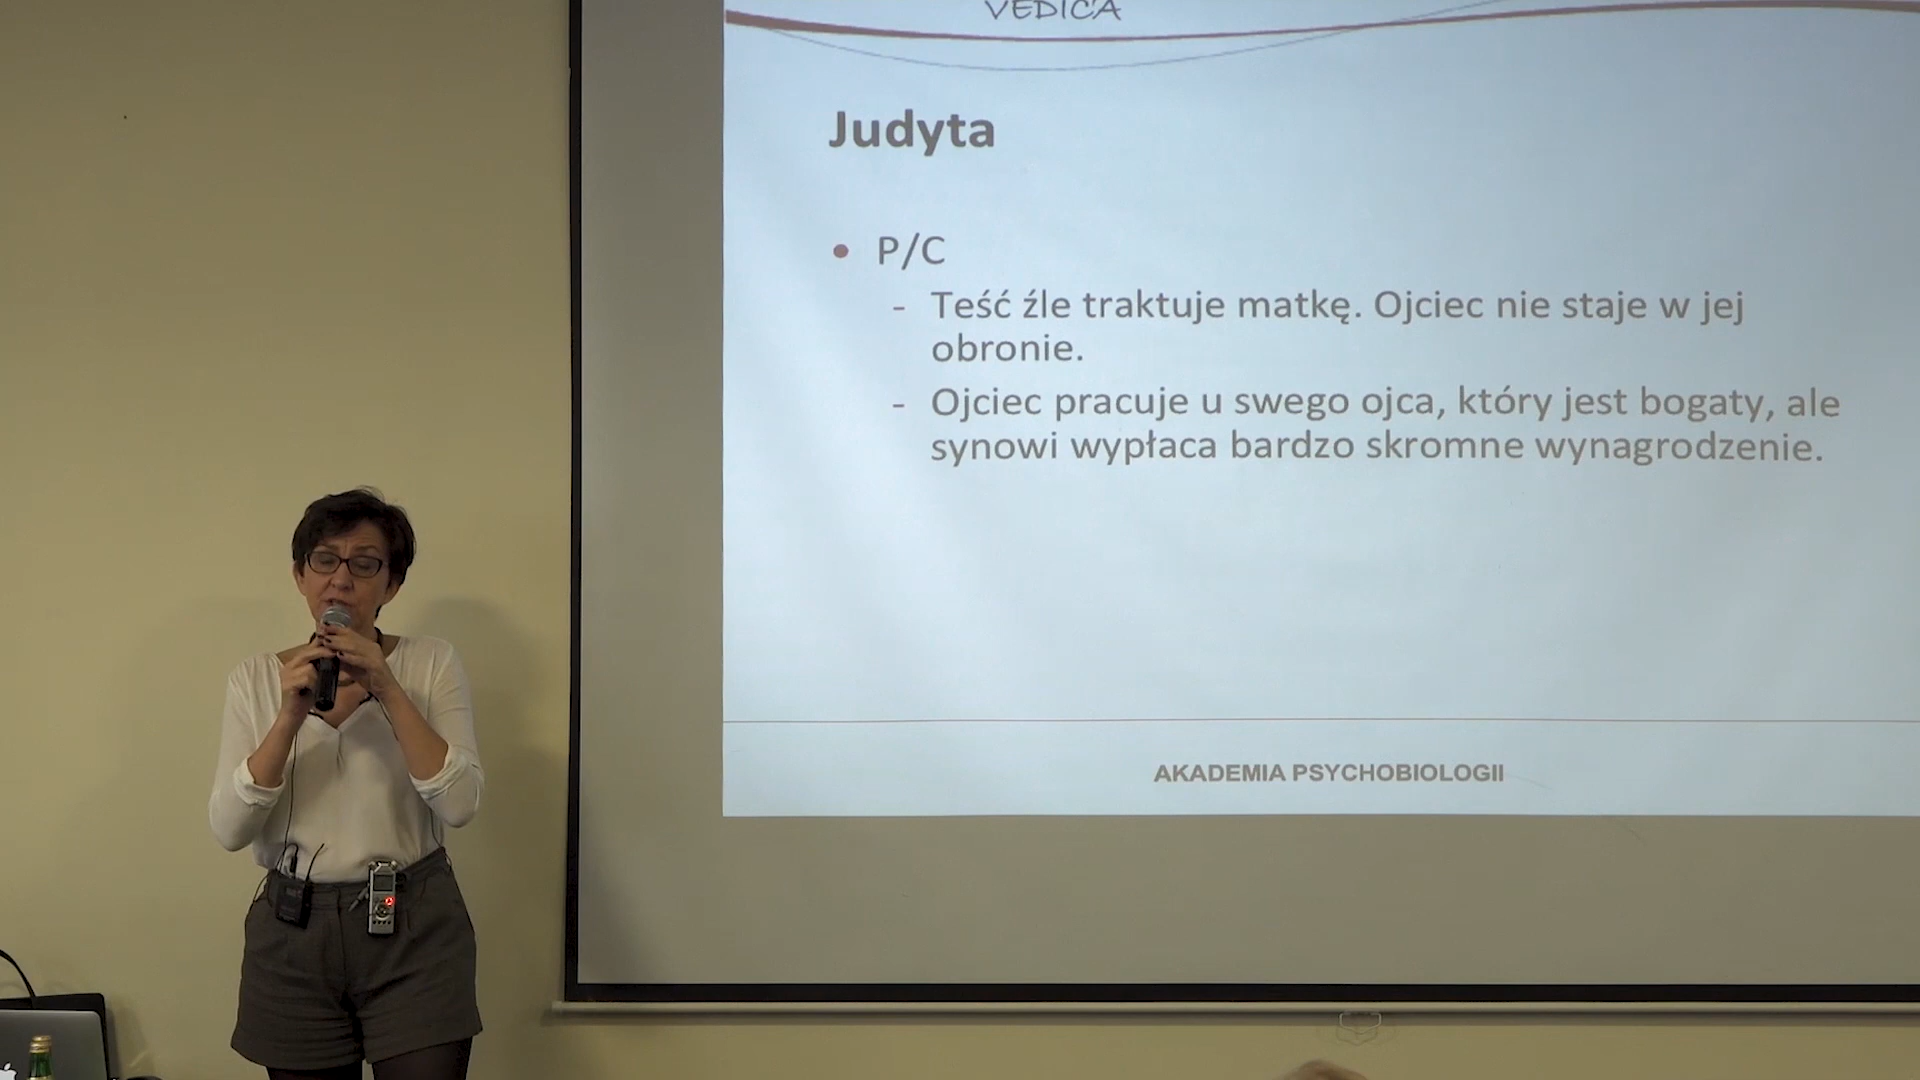 VEDICA
Judyta
• P/C
- Teść źle traktuje matkę. Ojciec nie staje w jej
obronie.
- Ojciec pracuje u swego ojca, który jest bogaty, ale
synowi wypłaca bardzo skromne wynagrodzenie.
AKADEMIA PSYCHOBIOLOGII